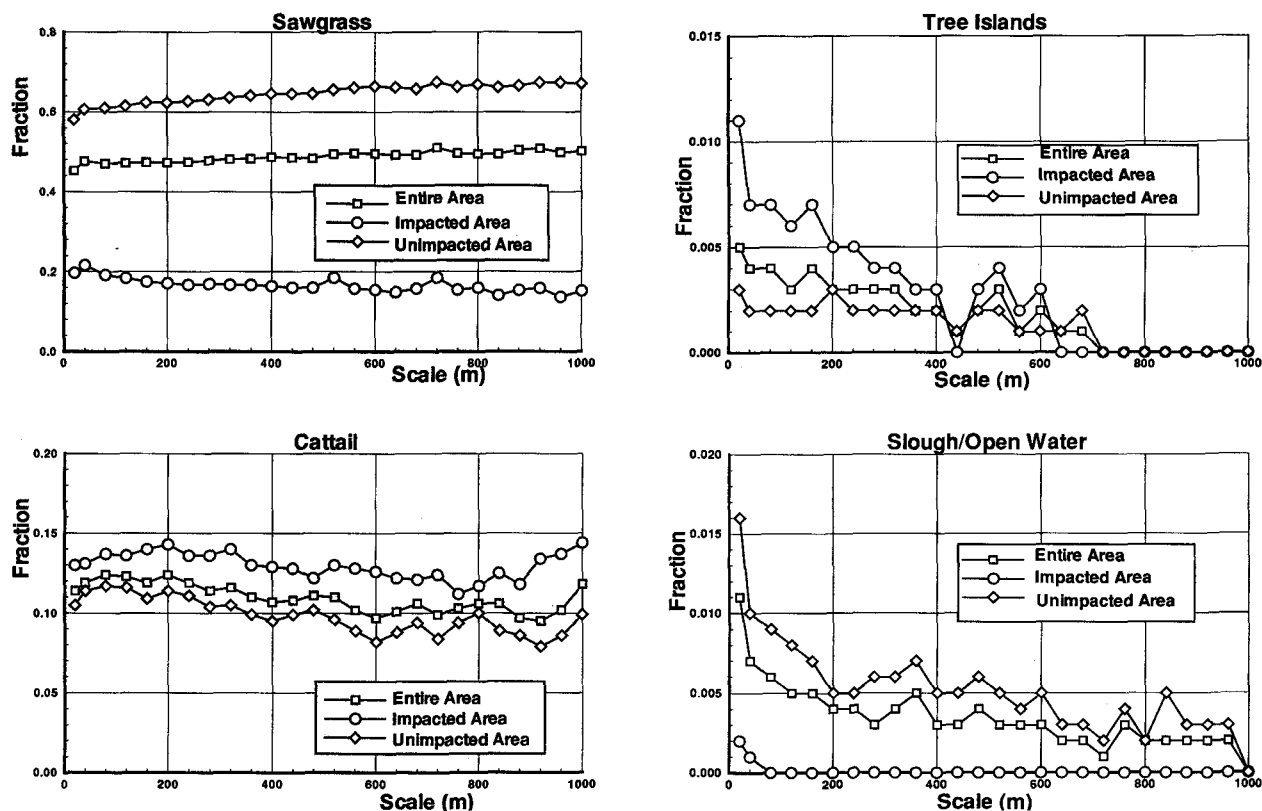 Sawgrass
0.8
0.6
0.4
0.2
0.0
Fraction
Entire Area
Impacted Area
Unimpacted Area
0 200 400 600 800 1000
Scale (m)
Tree Islands
0.015
0.010
0.005
0.000
Fraction
Entire Area
Impacted Area
Unimpacted Area
0 200 400 600 800 1000
Scale (m)
Cattail
0.20
0.15
0.10
0.05
0.00
Fraction
Entire Area
Impacted Area
Unimpacted Area
0 200 400 600 800 1000
Scale (m)
Slough/Open Water
0.020
0.015
0.010
0.005
0.000
Fraction
Entire Area
Impacted Area
Unimpacted Area
0 200 400 600 800 1000
Scale (m)